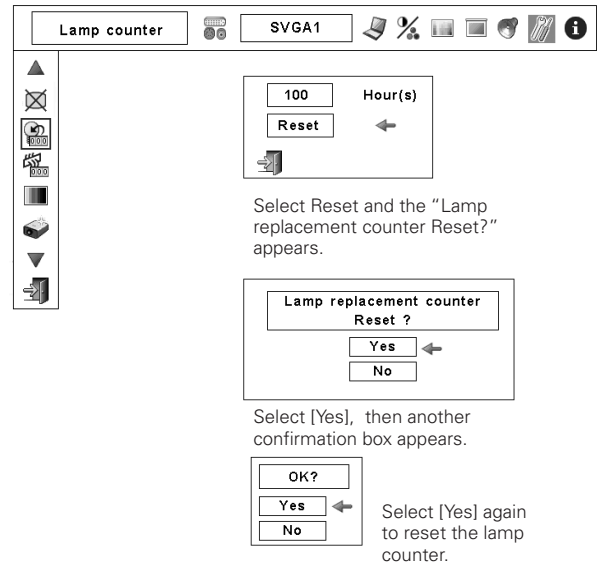 Lamp counter
SVGA1
100 Hour(s)
Reset
Select Reset and the “Lamp
replacement counter Reset?”
appears.
Lamp replacement counter
Reset ?
Yes
No
Select [Yes], then another
confirmation box appears.
OK?
Yes
No
Select [Yes] again
to reset the lamp
counter.